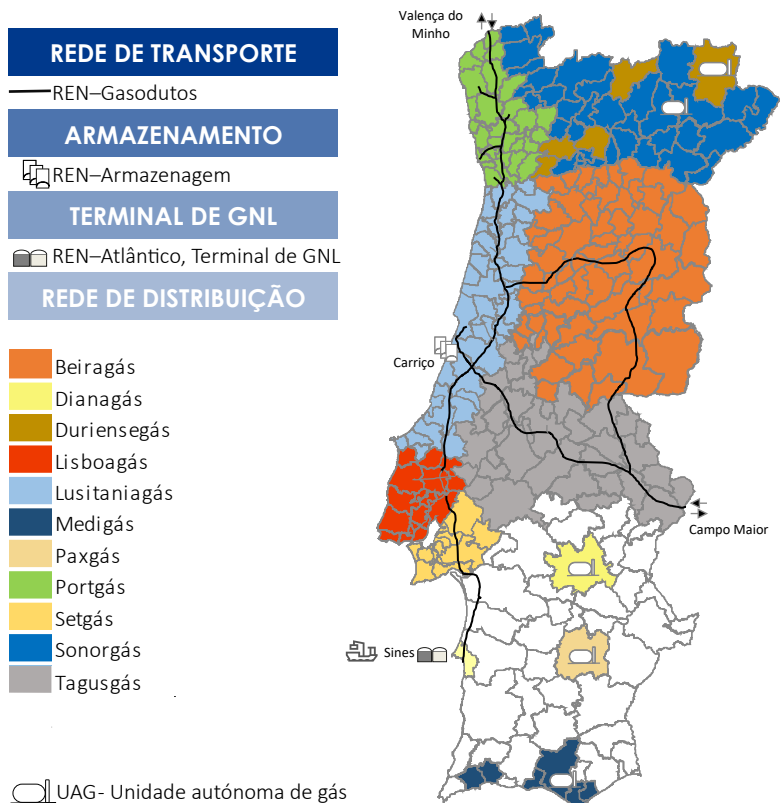 REDE DE TRANSPORTE
REN–Gasodutos
ARMAZENAMENTO
REN–Armazenagem
TERMINAL DE GNL
REN–Atlântico, Terminal de GNL
REDE DE DISTRIBUIÇÃO
Beiragás
Dianagás
Duriensegás
Lisboagás
Lusitaniagás
Medigás
Paxgás
Portgás
Setgás
Sonorgás
Tagusgás
UAG- Unidade autónoma de gás
Valença do
Minho
Carriço
Campo Maior
Sines